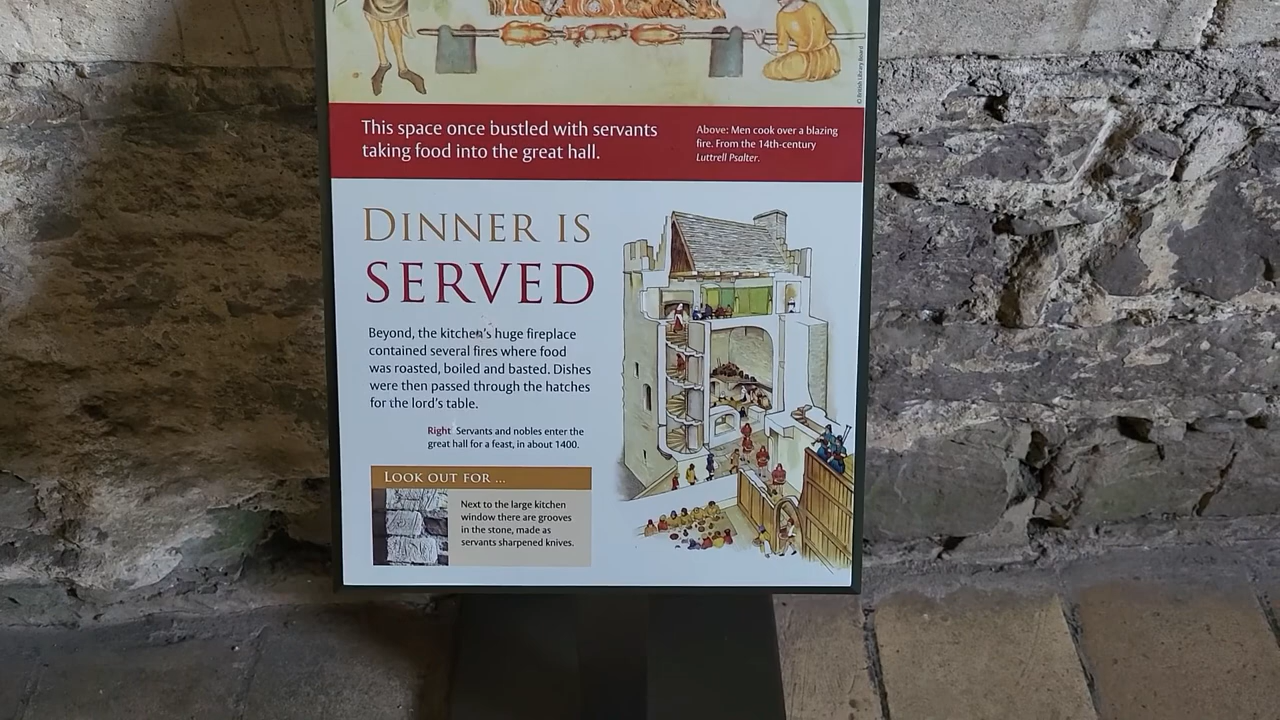 © British Library Board
This space once bustled with servants
taking food into the great hall.
Above: Men cook over a blazing
fire. From the 14th-century
Luttrell Psalter.
DINNER IS
SERVED
Beyond, the kitchen's huge fireplace
contained several fires where food
was roasted, boiled and basted. Dishes
were then passed through the hatches
for the lord's table.
Right Servants and nobles enter the
great hall for a feast, in about 1400.
LOOK OUT FOR ...
Next to the large kitchen
window there are grooves
in the stone, made as
servants sharpened knives.